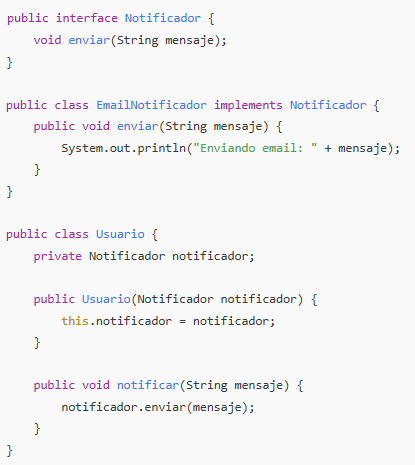 public interface Notificador {
    void enviar(String mensaje);
}

public class EmailNotificador implements Notificador {
    public void enviar(String mensaje) {
        System.out.println("Enviando email: " + mensaje);
    }
}

public class Usuario {
    private Notificador notificador;

    public Usuario(Notificador notificador) {
        this.notificador = notificador;
    }

    public void notificar(String mensaje) {
        notificador.enviar(mensaje);
    }
}